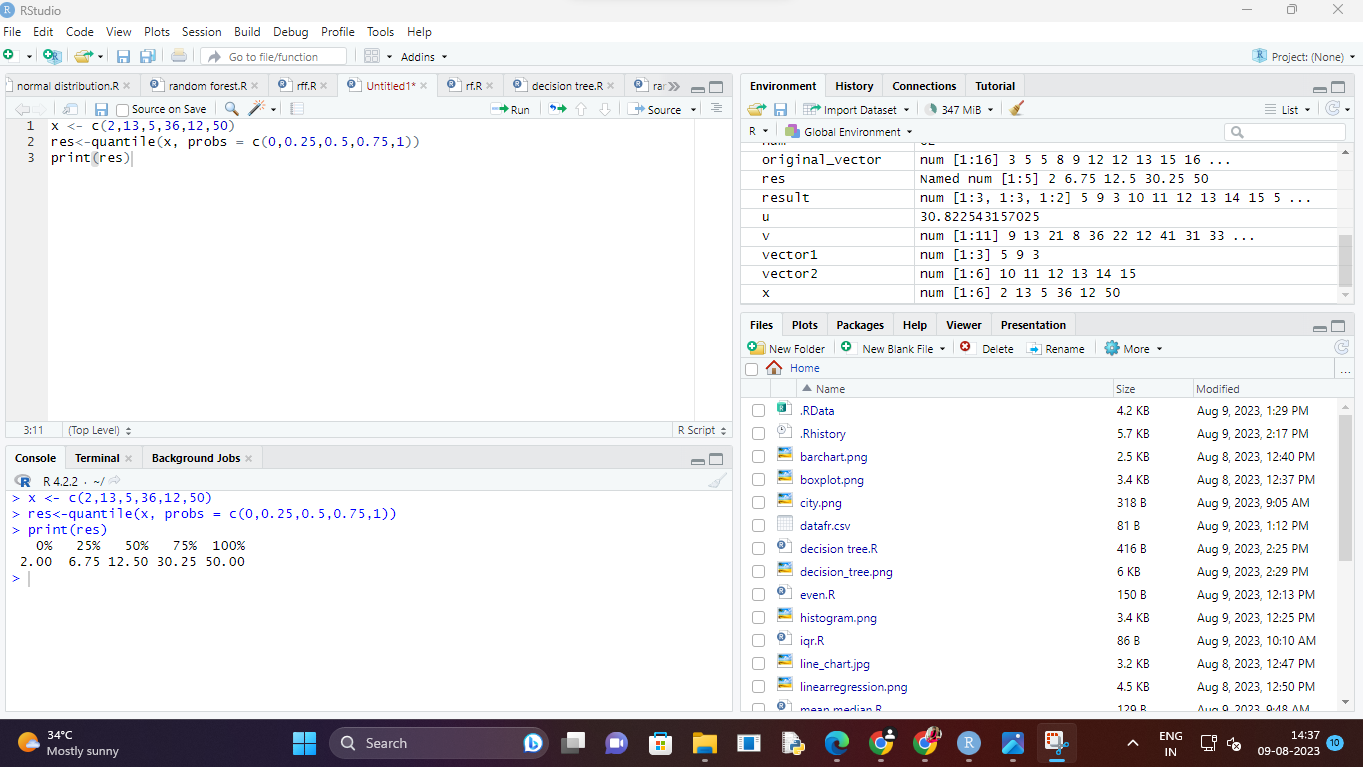 RStudio
File Edit Code View Plots Session Build Debug Profile Tools Help
Go to file/function Addins Project: (None)
normal distribution.R random forest.R rff.R Untitled1* rf.R decision tree.R
Source on Save Run Source
1 x <- c(2,13,5,36,12,50)
2 res<-quantile(x, probs = c(0,0.25,0.5,0.75,1))
3 print(res)
3:11 (Top Level) R Script
Console Terminal Background Jobs
R 4.2.2 . ~/
> x <- c(2,13,5,36,12,50)
> res<-quantile(x, probs = c(0,0.25,0.5,0.75,1))
> print(res)
0% 25% 50% 75% 100%
2.00 6.75 12.50 30.25 50.00
>
Environment History Connections Tutorial
Import Dataset 347 MiB List
R Global Environment
original_vector num [1:16] 3 5 5 8 9 12 12 13 15 16 ...
res Named num [1:5] 2 6.75 12.5 30.25 50
result num [1:3, 1:3, 1:2] 5 9 3 10 11 12 13 14 15 5 ...
u 30.822543157025
v num [1:11] 9 13 21 8 36 22 12 41 31 33 ...
vector1 num [1:3] 5 9 3
vector2 num [1:6] 10 11 12 13 14 15
x num [1:6] 2 13 5 36 12 50
Files Plots Packages Help Viewer Presentation
New Folder New Blank File Delete Rename More
Home ...
Name Size Modified
.RData 4.2 KB Aug 9, 2023, 1:29 PM
.Rhistory 5.7 KB Aug 9, 2023, 2:17 PM
barchart.png 2.5 KB Aug 8, 2023, 12:40 PM
boxplot.png 3.4 KB Aug 8, 2023, 12:37 PM
city.png 318 B Aug 9, 2023, 9:05 AM
datafr.csv 81 B Aug 9, 2023, 1:12 PM
decision tree.R 416 B Aug 9, 2023, 2:25 PM
decision_tree.png 6 KB Aug 9, 2023, 2:29 PM
even.R 150 B Aug 9, 2023, 12:13 PM
histogram.png 3.4 KB Aug 8, 2023, 12:25 PM
iqr.R 86 B Aug 9, 2023, 10:10 AM
line_chart.jpg 3.2 KB Aug 8, 2023, 12:47 PM
linearregression.png 4.5 KB Aug 8, 2023, 12:50 PM
mean median.R 129 B Aug 9, 2023, 9:48 AM
34°C
Mostly sunny
Search
ENG
IN
14:37
09-08-2023
10